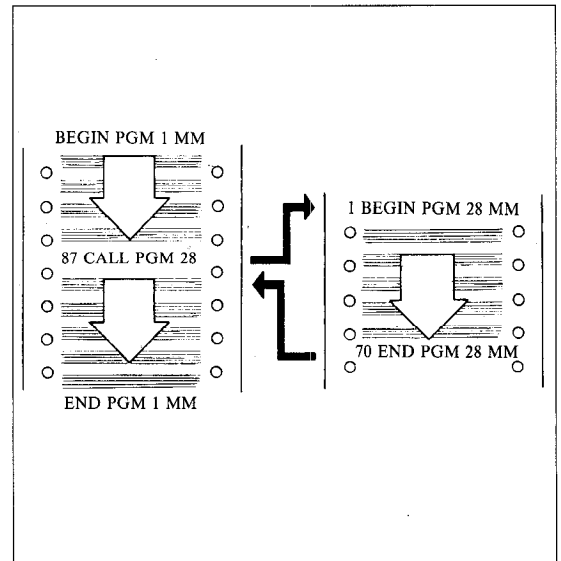 BEGIN PGM 1 MM
87 CALL PGM 28
END PGM 1 MM
1 BEGIN PGM 28 MM
70 END PGM 28 MM